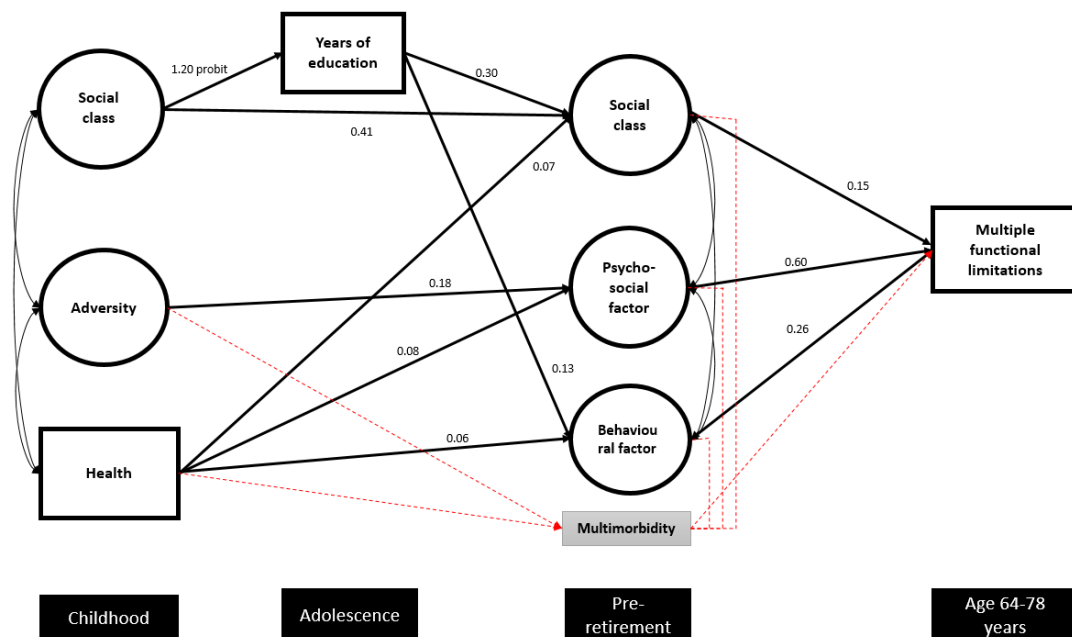 Years of
education
1.20 probit
0.30
Social
class
Social
class
0.41
0.07
0.15
Multiple
functional
limitations
Psycho-
social
factor
0.60
Adversity
0.18
0.26
0.08
0.13
Behaviou
ral factor
0.06
Health
Multimorbidity
Childhood
Adolescence
Pre-
retirement
Age 64-78
years